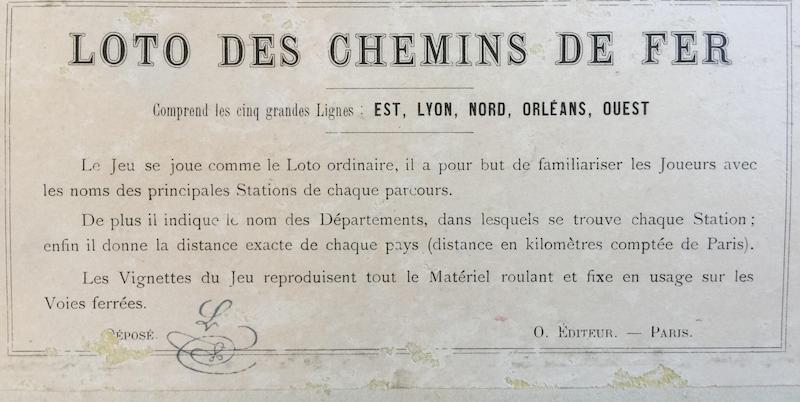 LOTO DES CHEMINS DE FER
Comprend les cinq grandes Lignes : EST, LYON, NORD, ORLÉANS, OUEST
Le Jeu se joue comme le Loto ordinaire, il a pour but de familiariser les Joueurs avec
les noms des principales Stations de chaque parcours.
De plus il indique le nom des Départements, dans lesquels se trouve chaque Station ;
enfin il donne la distance exacte de chaque pays (distance en kilomètres comptée de Paris).
Les Vignettes du Jeu reproduisent tout le Matériel roulant et fixe en usage sur les
Voies ferrées.
DÉPOSÉ.
O. ÉDITEUR. — PARIS.